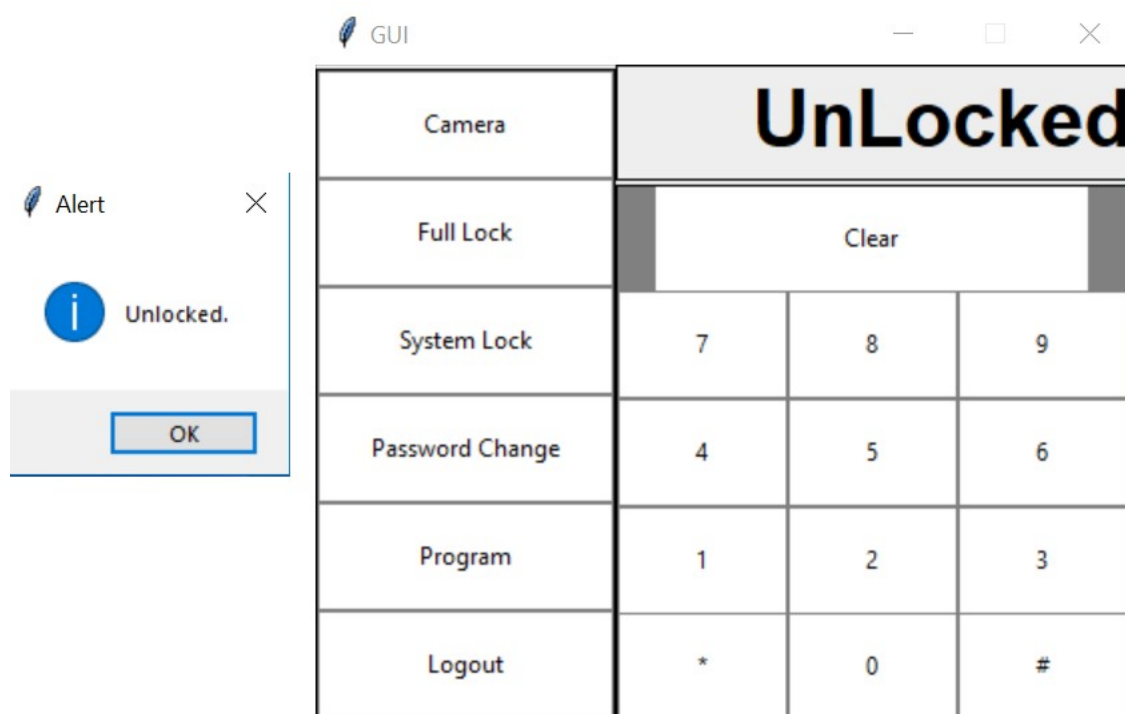 Alert
Unlocked.
OK
GUI
Camera
Full Lock
System Lock
Password Change
Program
Logout
UnLocked
Clear
7 8 9
4 5 6
1 2 3
* 0 #